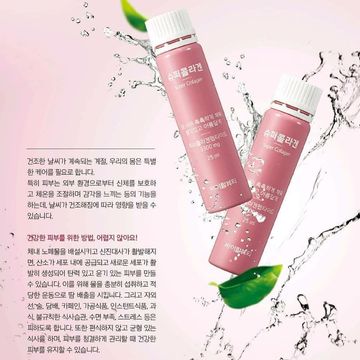 슈퍼콜라겐
Super Collagen
슈퍼콜라겐
Super Collagen
건조한 날씨가 계속되는 계절, 우리의 몸은 특별
한 케어를 필요로 합니다.
특히 피부는 외부 환경으로부터 신체를 보호하
고 체온을 조절하며 감각을 느끼는 등의 기능을
하는데, 날씨가 건조해짐에 따라 영향을 받을 수
있습니다.
건강한 피부를 위한 방법, 어렵지 않아요!
체내 노폐물을 배설시키고 신진대사가 활발해지
면, 산소가 세포 내에 공급되고 새로운 세포가 활
발히 생성되어 탄력 있고 윤기 있는 피부를 만들
수 있습니다. 이를 위해 물을 충분히 섭취하고 적
당한 운동으로 땀 배출을 시킵니다. 그리고 자외
선*술, 담배, 카페인, 가공식품, 인스턴트식품, 과
식, 불규칙한 식사습관, 수면 부족, 스트레스 등은
피하도록 합니다. 또한 편식하지 않고 균형 있는
식사를 하며, 피부를 청결하게 관리할 때 건강한
피부를 유지할 수 있습니다.